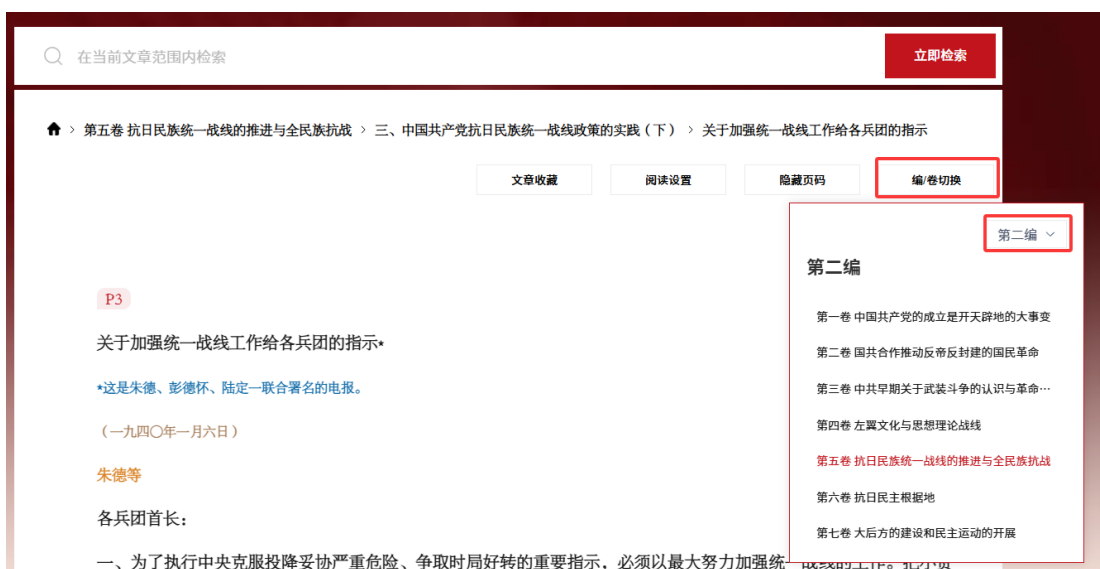 在当前文章范围内检索
立即检索
第五卷 抗日民族统一战线的推进与全民族抗战 > 三、中国共产党抗日民族统一战线政策的实践（下） > 关于加强统一战线工作给各兵团的指示
文章收藏
阅读设置
隐藏页码
编/卷切换
第二编
第二编
第一卷 中国共产党的成立是开天辟地的大事变
第二卷 国共合作推动反帝反封建的国民革命
第三卷 中共早期关于武装斗争的认识与革命…
第四卷 左翼文化与思想理论战线
第五卷 抗日民族统一战线的推进与全民族抗战
第六卷 抗日民主根据地
第七卷 大后方的建设和民主运动的开展
P3
关于加强统一战线工作给各兵团的指示*
*这是朱德、彭德怀、陆定一联合署名的电报。
（一九四〇年一月六日）
朱德等
各兵团首长：
一、为了执行中央克服投降妥协严重危险、争取时局好转的重要指示，必须以最大努力加强统一战线的工作。